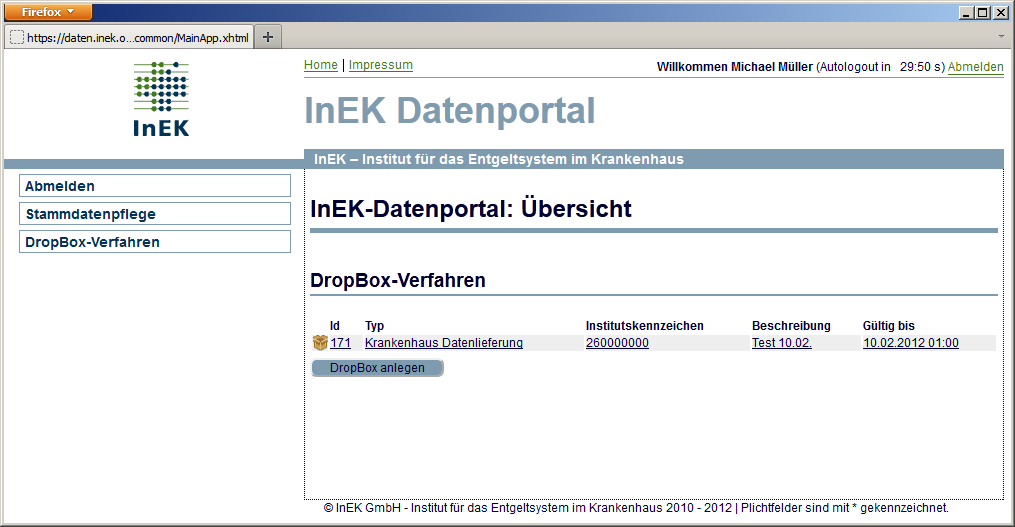 Firefox
https://daten.inek.o...common/MainApp.xhtml
InEK
Home | Impressum
Willkommen Michael Müller (Autologout in 29:50 s) Abmelden
InEK Datenportal
InEK – Institut für das Entgeltsystem im Krankenhaus
Abmelden
Stammdatenpflege
DropBox-Verfahren
InEK-Datenportal: Übersicht
DropBox-Verfahren
Id Typ Institutskennzeichen Beschreibung Gültig bis
171 Krankenhaus Datenlieferung 260000000 Test 10.02. 10.02.2012 01:00
DropBox anlegen
© InEK GmbH - Institut für das Entgeltsystem im Krankenhaus 2010 - 2012 | Plichtfelder sind mit * gekennzeichnet.